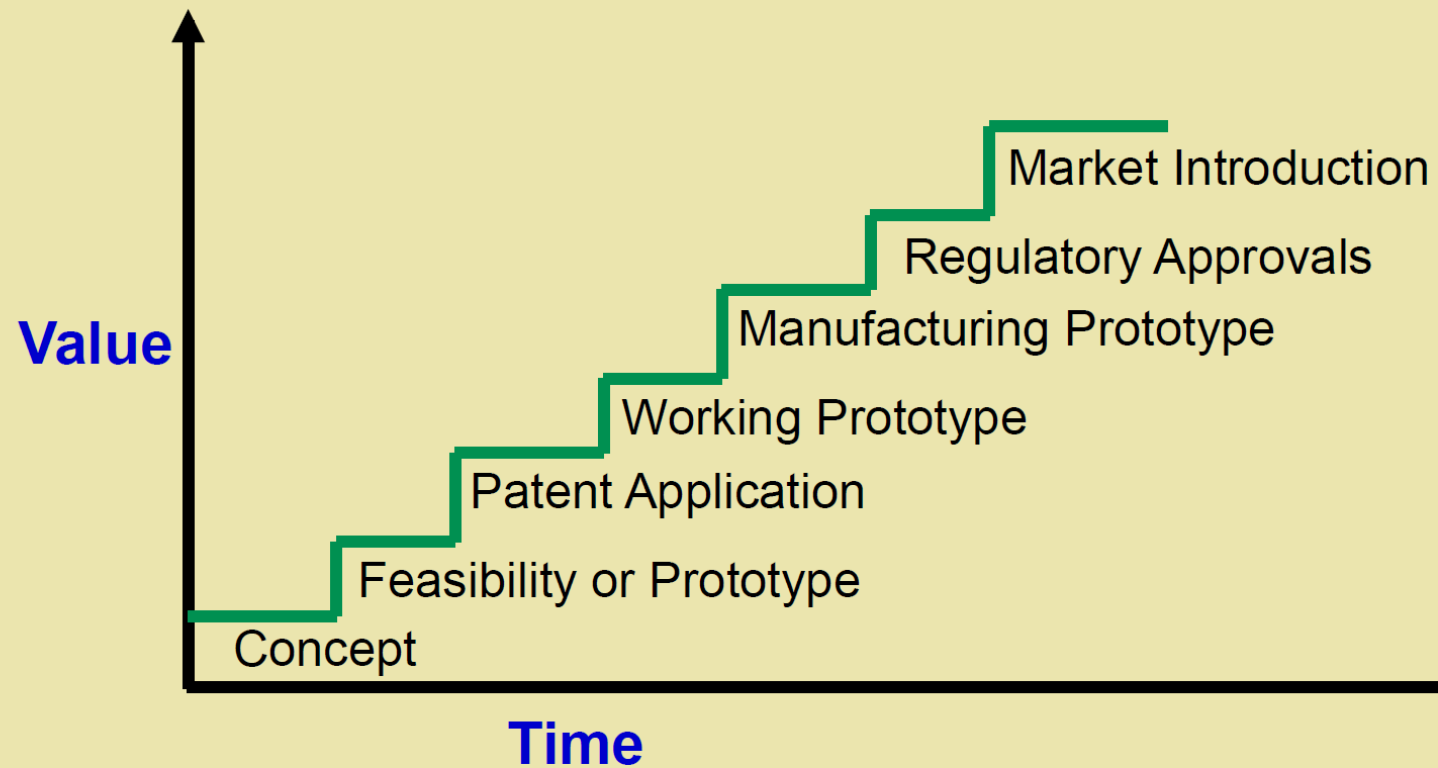 Market Introduction
Regulatory Approvals
Manufacturing Prototype
Value
Working Prototype
Patent Application
Feasibility or Prototype
Concept
Time